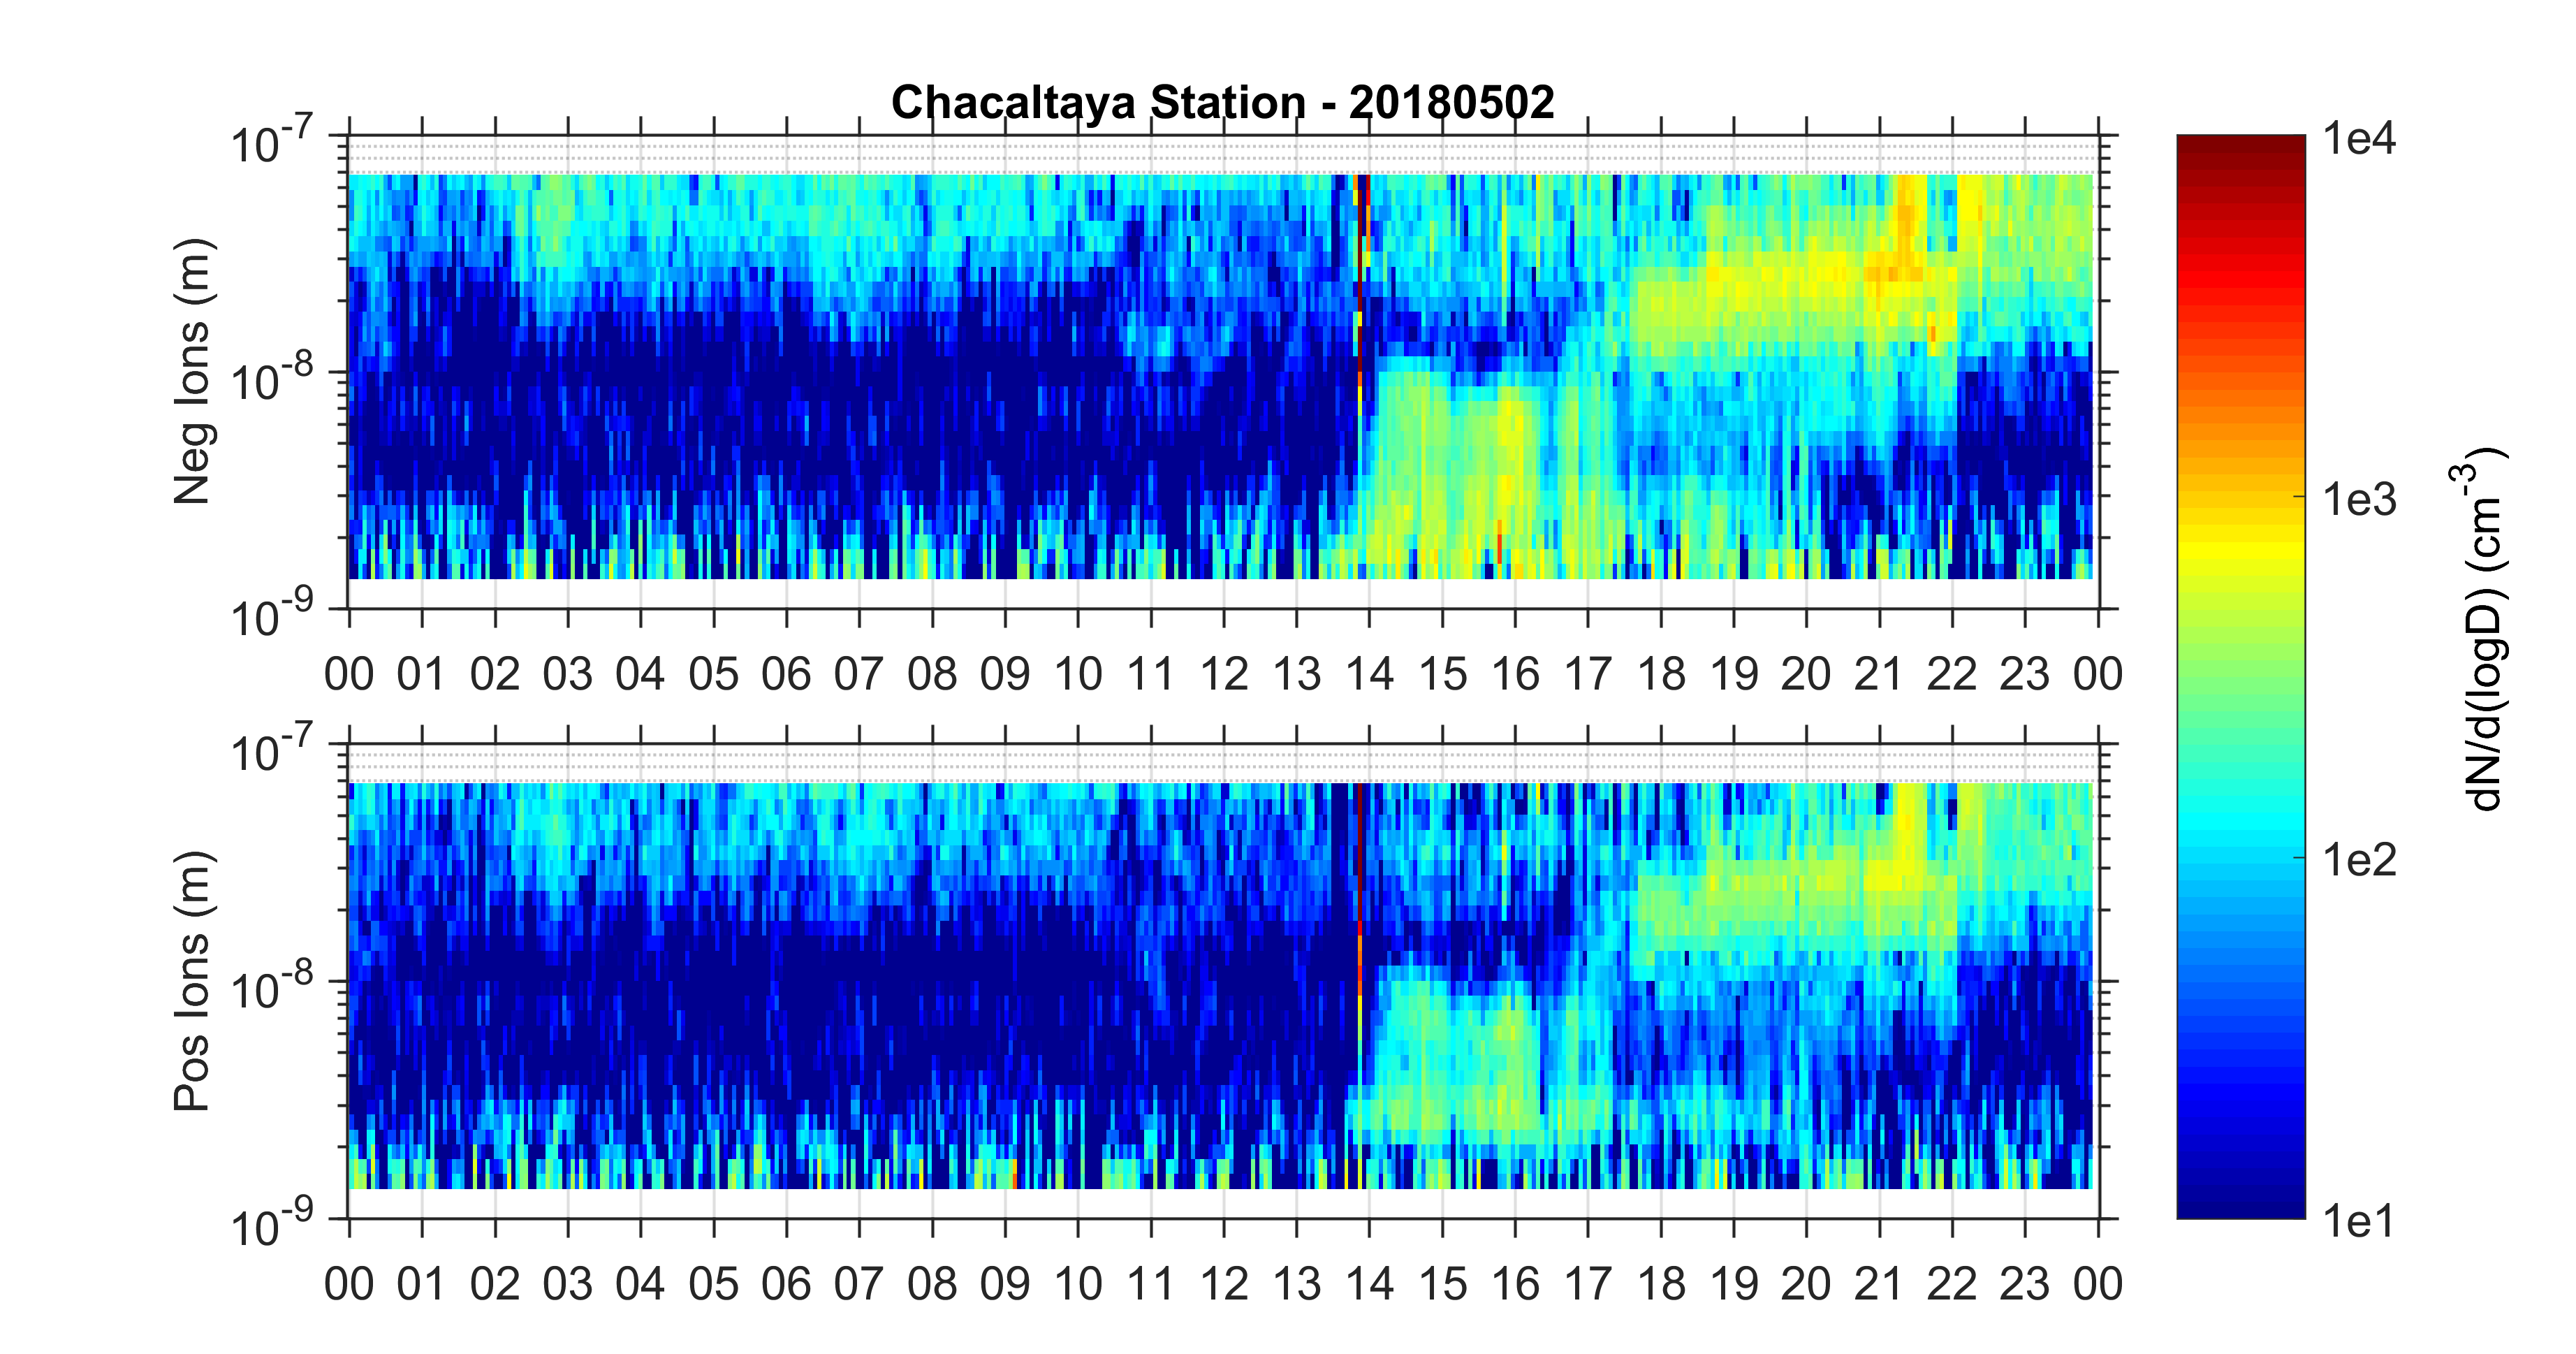 Chacaltaya Station - 20180502
10-7
10-8
10-9
Neg Ions (m)
00 01 02 03 04 05 06 07 08 09 10 11 12 13 14 15 16 17 18 19 20 21 22 23 00
10-7
10-8
10-9
Pos Ions (m)
00 01 02 03 04 05 06 07 08 09 10 11 12 13 14 15 16 17 18 19 20 21 22 23 00
1e4
1e3
1e2
1e1
dN/d(logD) (cm-3)